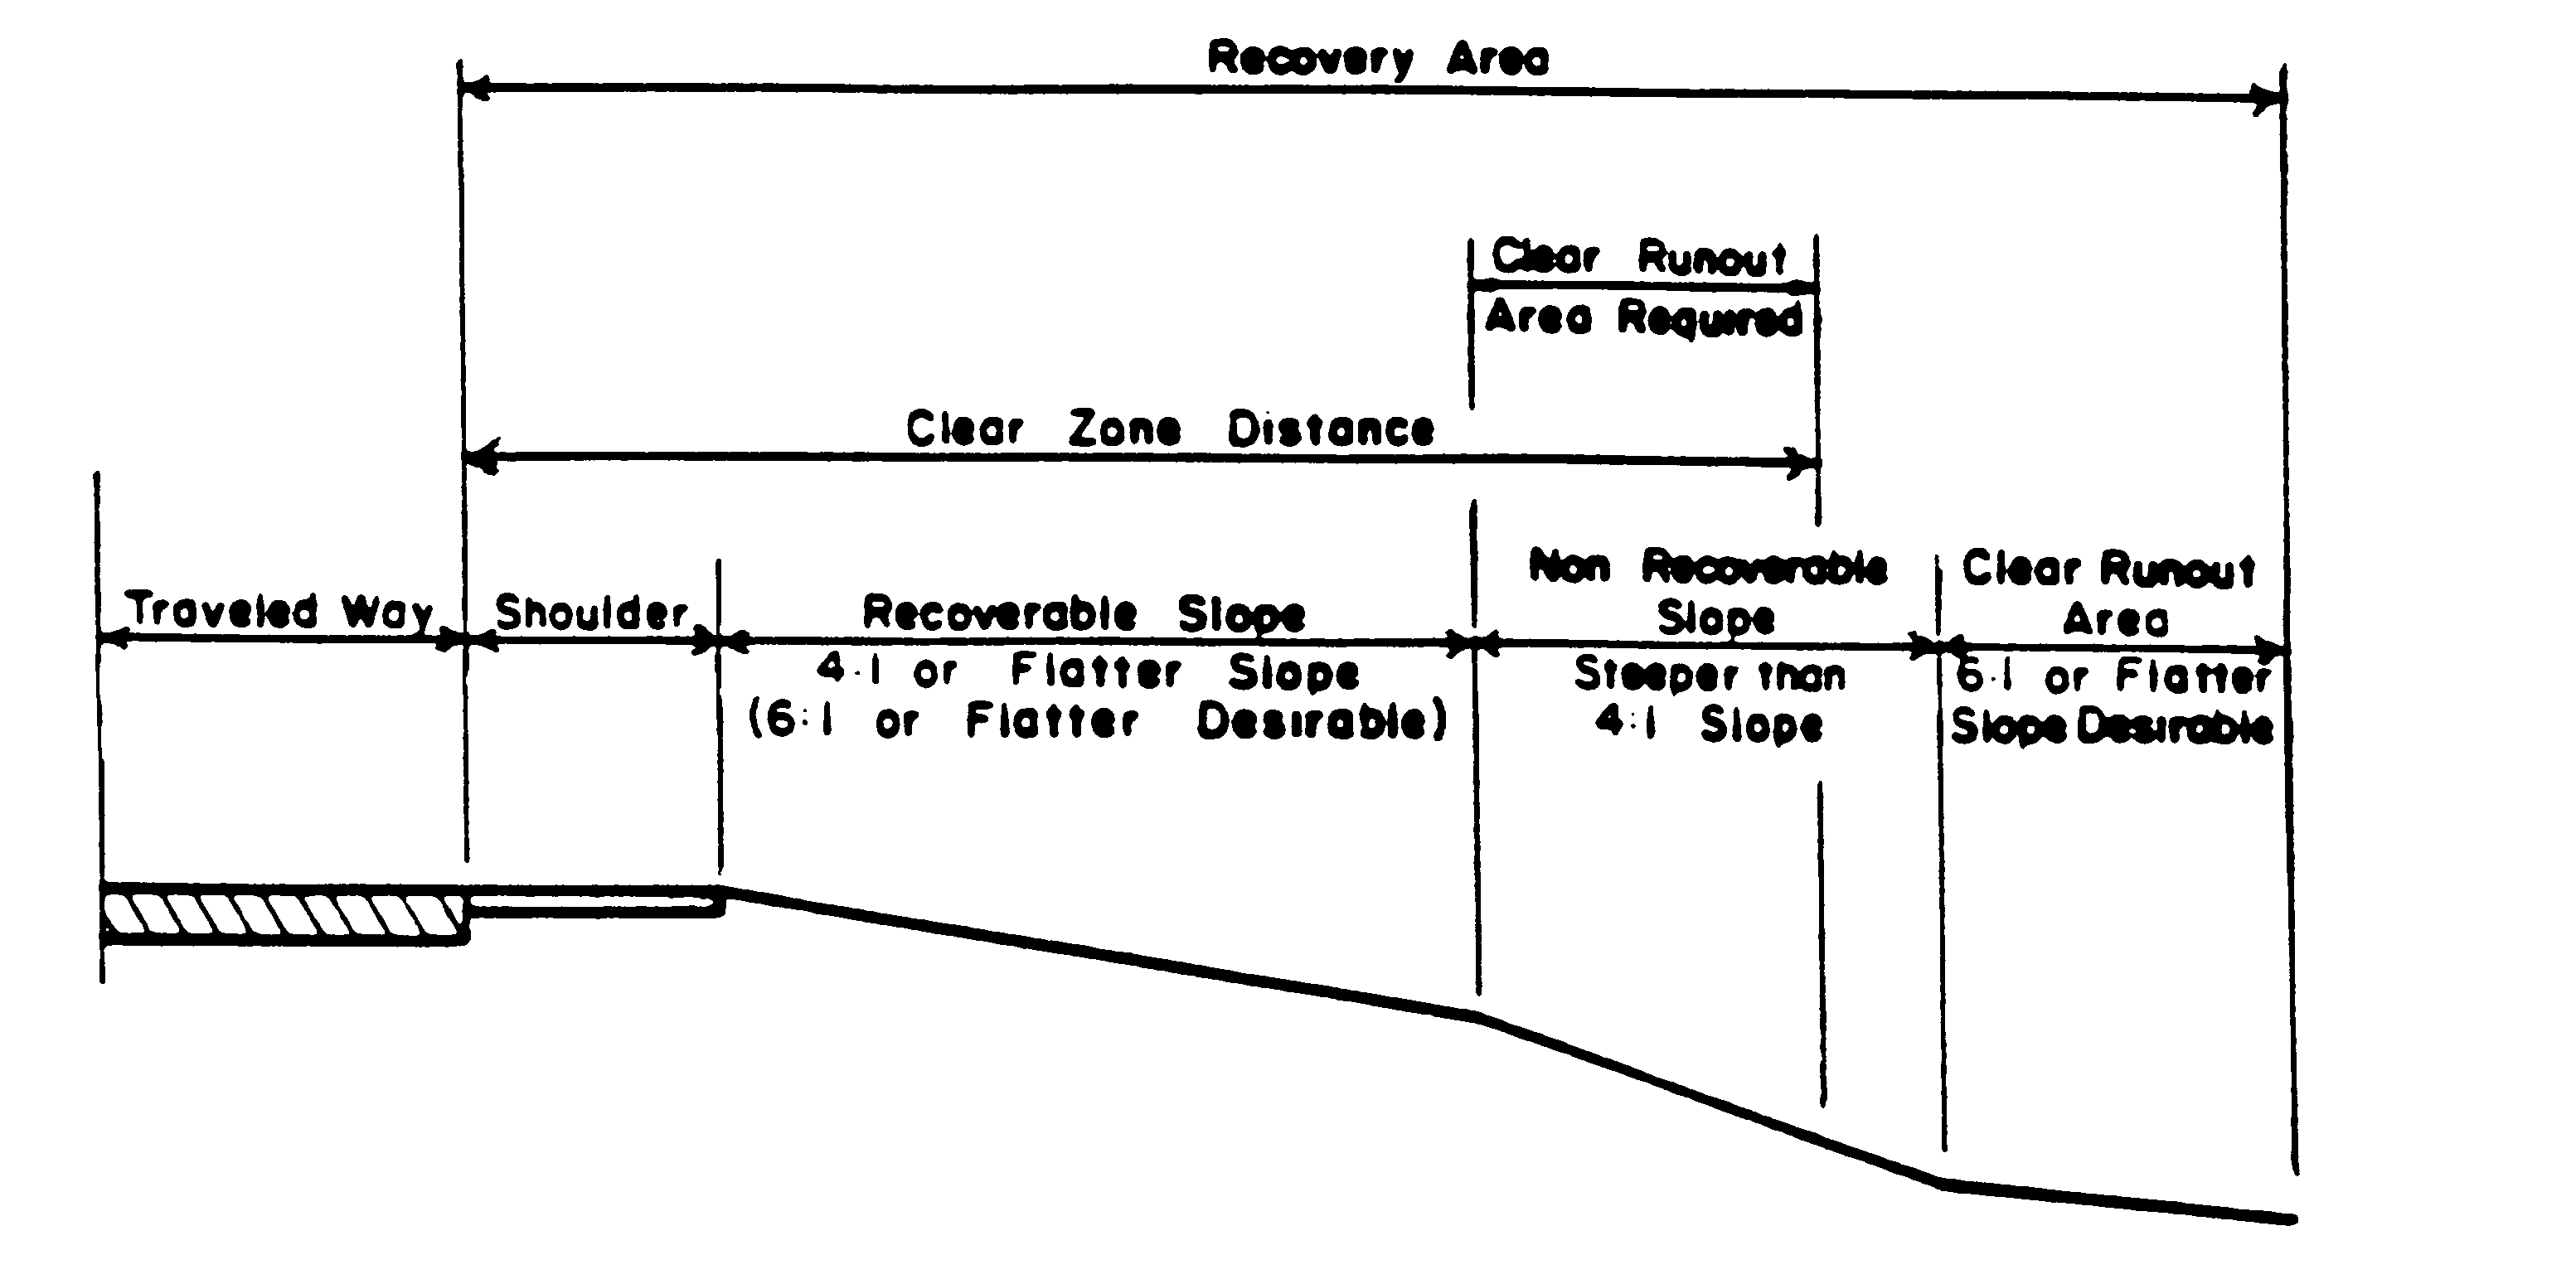 Recovery Area
Clear Runout
Area Required
Clear Zone Distance
Traveled Way
Shoulder
Recoverable Slope
4:1 or Flatter Slope
(6:1 or Flatter Desirable)
Non Recoverable
Slope
Steeper than
4:1 Slope
Clear Runout
Area
6:1 or Flatter
Slope Desirable